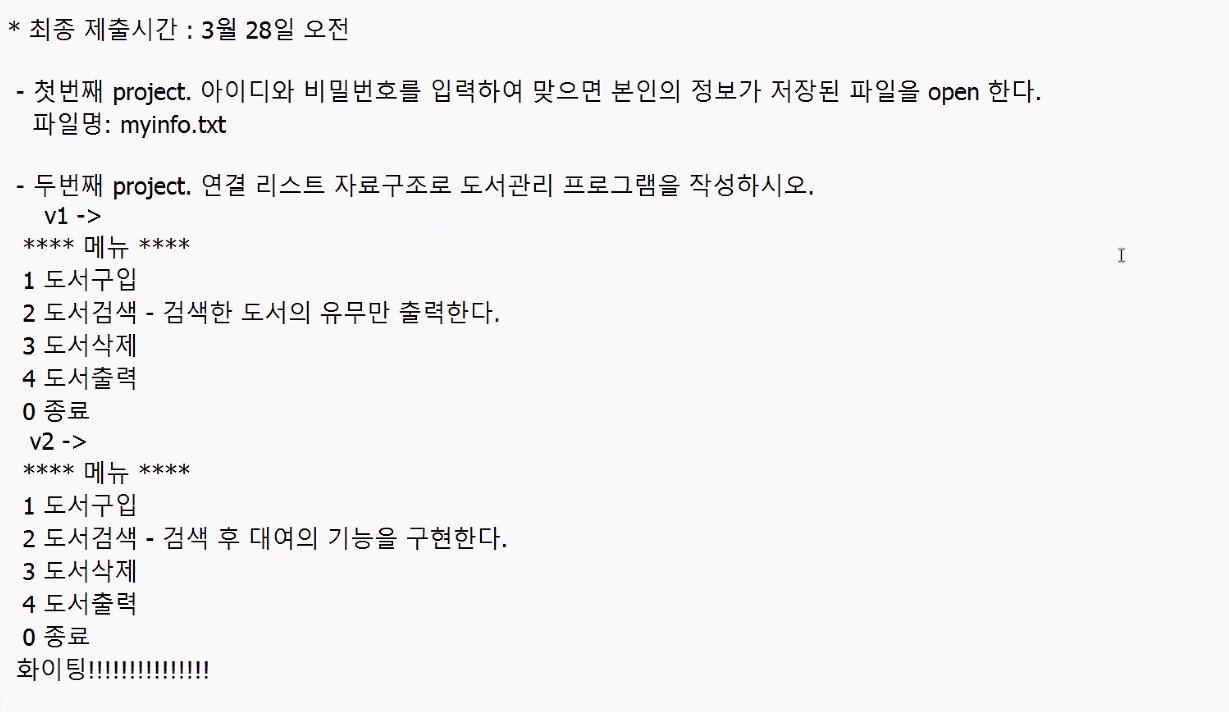 * 최종 제출시간 : 3월 28일 오전
- 첫번째 project. 아이디와 비밀번호를 입력하여 맞으면 본인의 정보가 저장된 파일을 open 한다.
파일명: myinfo.txt
- 두번째 project. 연결 리스트 자료구조로 도서관리 프로그램을 작성하시오.
v1 ->
**** 메뉴 ****
1 도서구입
2 도서검색 - 검색한 도서의 유무만 출력한다.
3 도서삭제
4 도서출력
0 종료
v2 ->
**** 메뉴 ****
1 도서구입
2 도서검색 - 검색 후 대여의 기능을 구현한다.
3 도서삭제
4 도서출력
0 종료
화이팅!!!!!!!!!!!!!!!